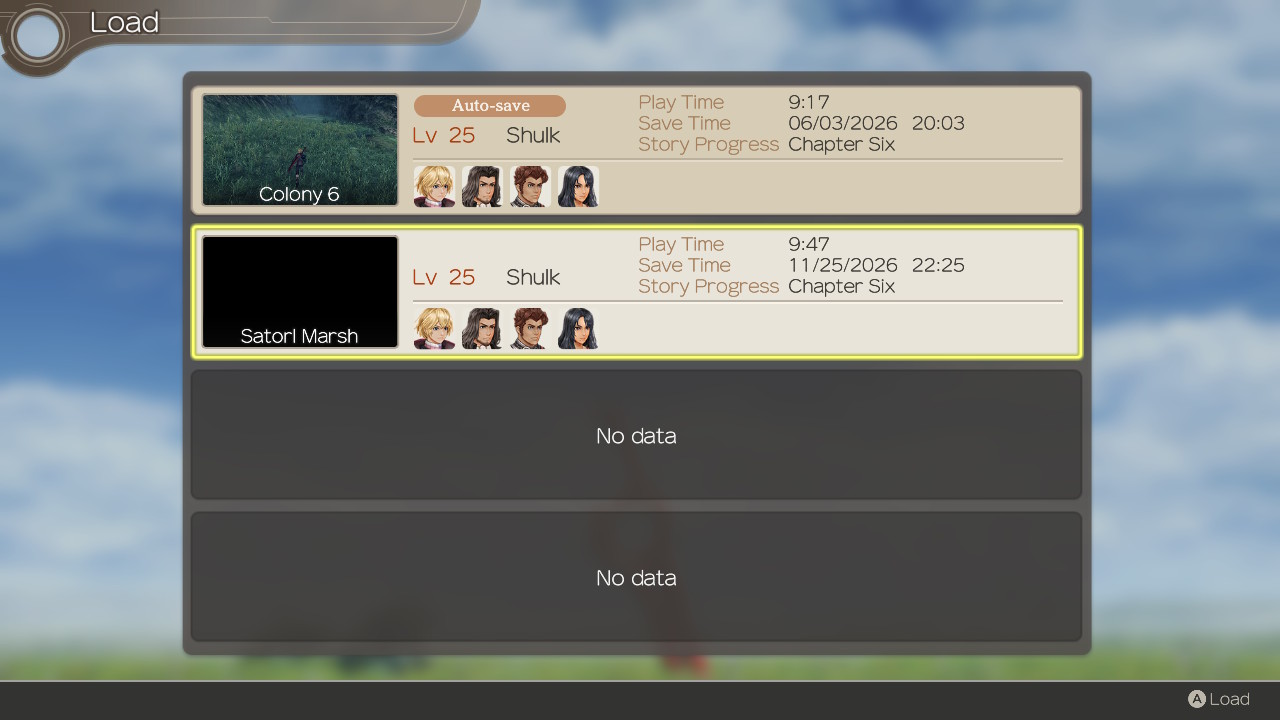 Load
Auto-save
Lv 25 Shulk
Colony 6
Play Time 9:17
Save Time 06/03/2026 20:03
Story Progress Chapter Six
Lv 25 Shulk
Satorl Marsh
Play Time 9:47
Save Time 11/25/2026 22:25
Story Progress Chapter Six
No data
No data
A Load